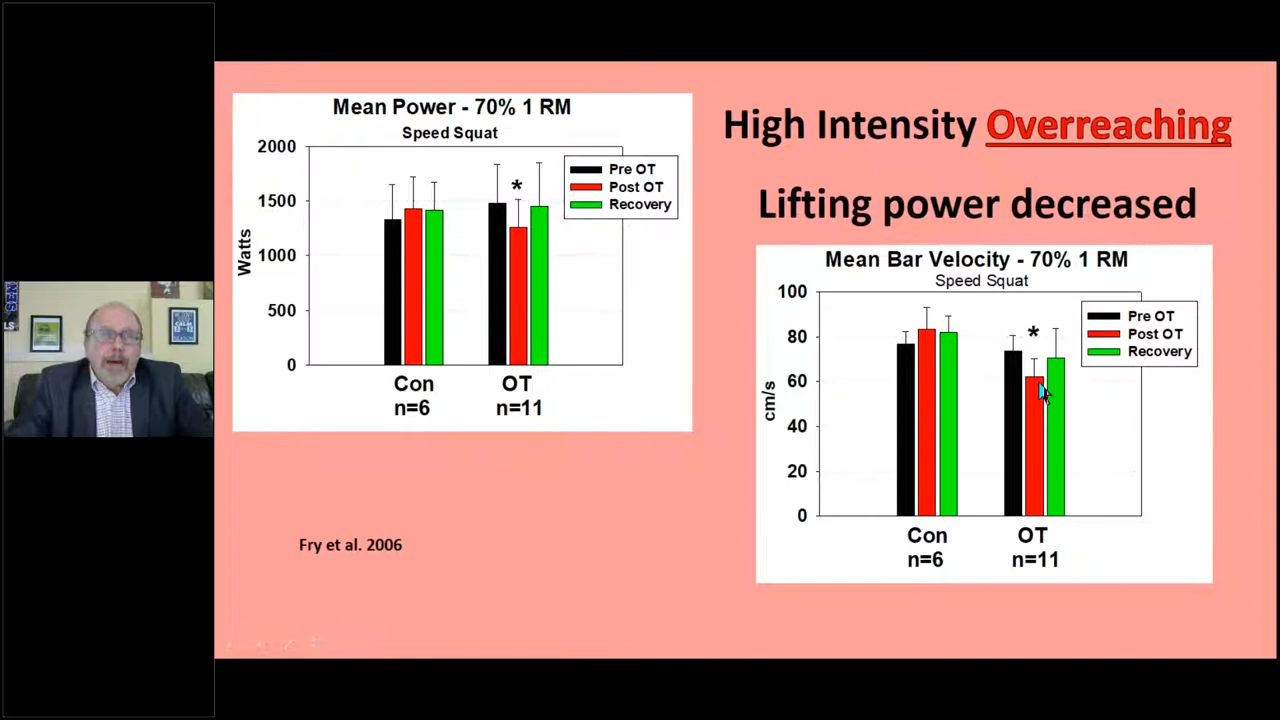 High Intensity Overreaching
Lifting power decreased
Mean Power - 70% 1 RM
Speed Squat
2000
1500
1000
500
0
Watts
Pre OT
Post OT
Recovery
*
Con
n=6
OT
n=11
Mean Bar Velocity - 70% 1 RM
Speed Squat
100
80
60
40
20
0
cm/s
Pre OT
Post OT
Recovery
*
Con
n=6
OT
n=11
Fry et al. 2006
SEN
LS